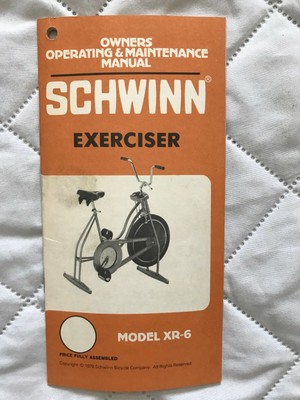 OWNERS
OPERATING & MAINTENANCE
MANUAL
SCHWINN®
EXERCISER
MODEL XR-6
PRICE FULLY ASSEMBLED
Copyright © 1979 Schwinn Bicycle Company. All Rights Reserved.